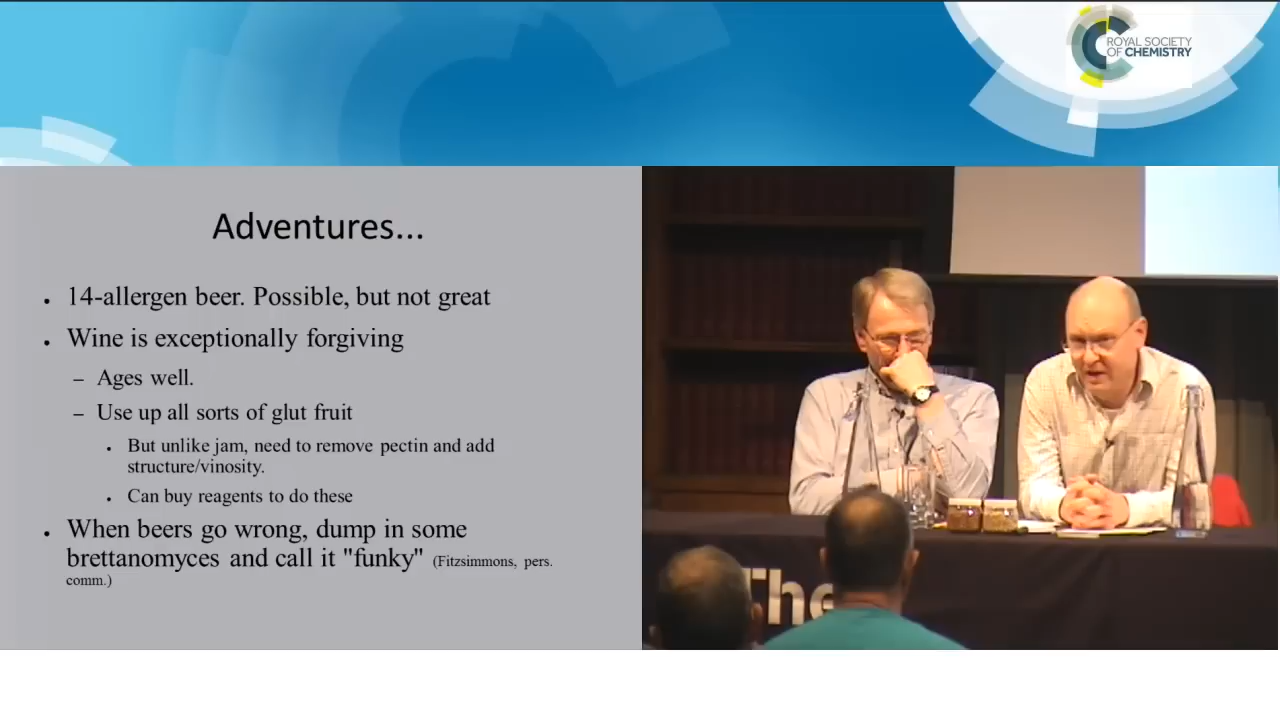 ROYAL SOCIETY
OF CHEMISTRY
Adventures...
• 14-allergen beer. Possible, but not great
• Wine is exceptionally forgiving
– Ages well.
– Use up all sorts of glut fruit
• But unlike jam, need to remove pectin and add
structure/vinosity.
• Can buy reagents to do these
• When beers go wrong, dump in some
brettanomyces and call it "funky" (Fitzsimmons, pers.
comm.)
The